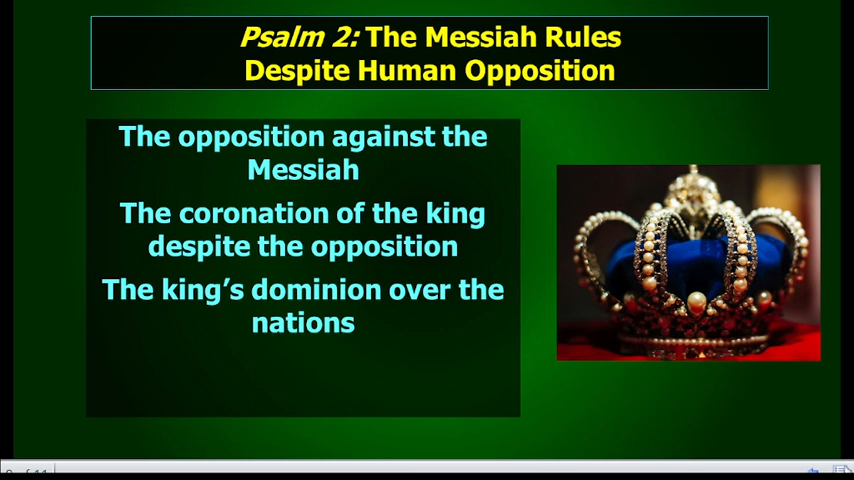 Psalm 2: The Messiah Rules
Despite Human Opposition
The opposition against the
Messiah
The coronation of the king
despite the opposition
The king’s dominion over the
nations